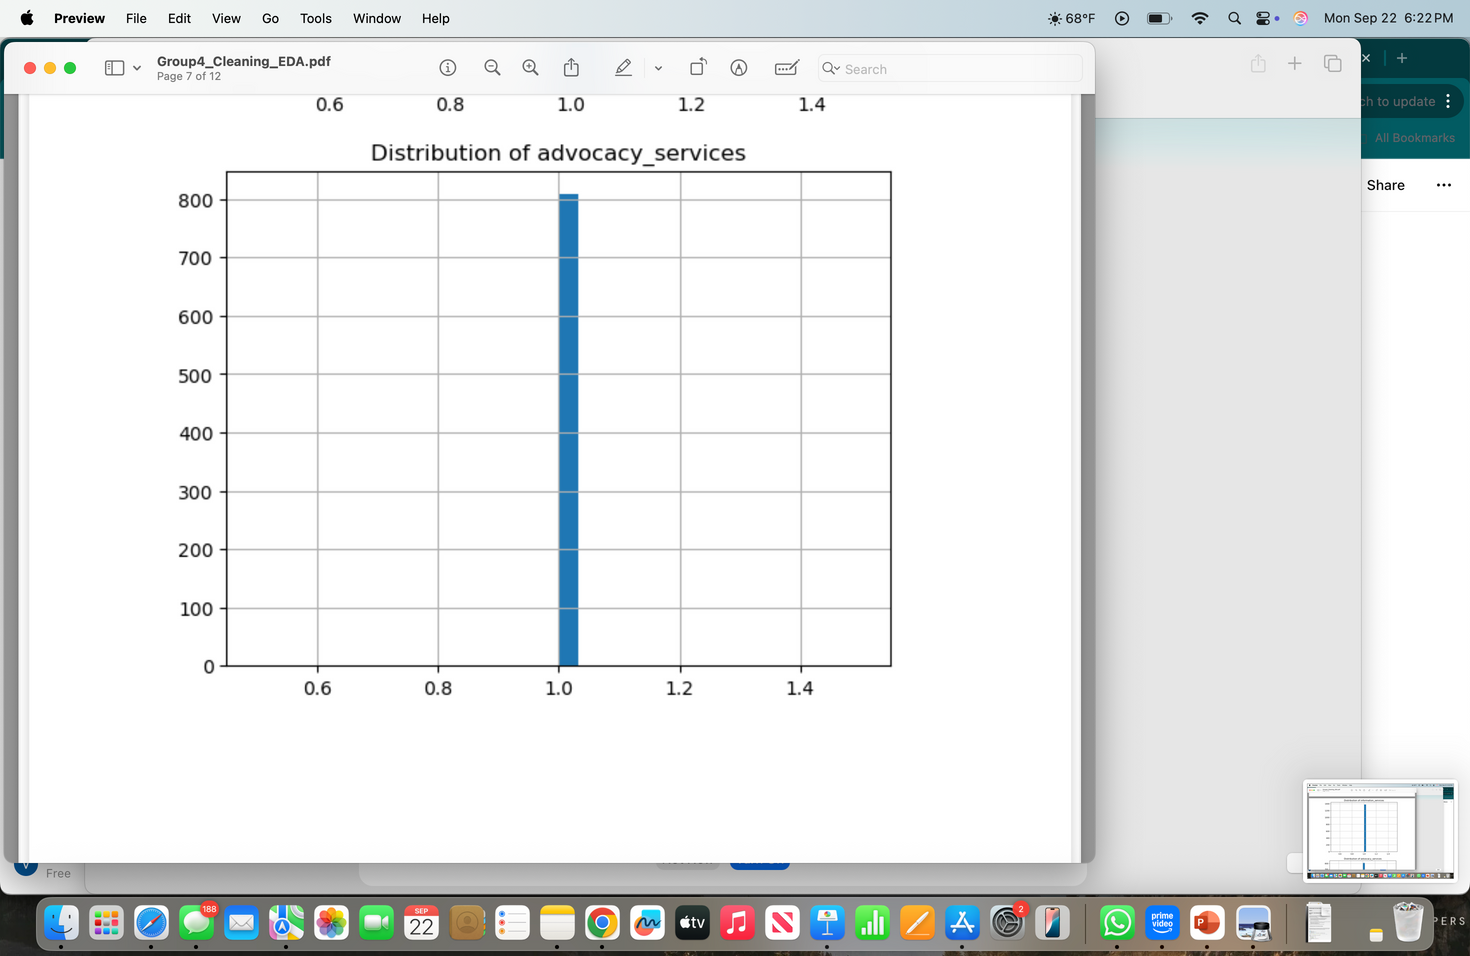 Preview File Edit View Go Tools Window Help 68°F Mon Sep 22 6:22 PM
Group4_Cleaning_EDA.pdf
Page 7 of 12
Search
ch to update
All Bookmarks
Share
0.6 0.8 1.0 1.2 1.4
Distribution of advocacy_services
800
700
600
500
400
300
200
100
0
0.6 0.8 1.0 1.2 1.4
Free
188
SEP
22
tv
prime
video
P
2
PERS